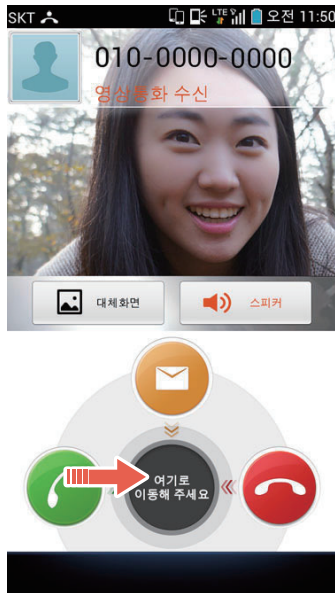 SKT LTE 오전 11:50
010-0000-0000
영상통화 수신
대체화면 스피커
여기로
이동해 주세요